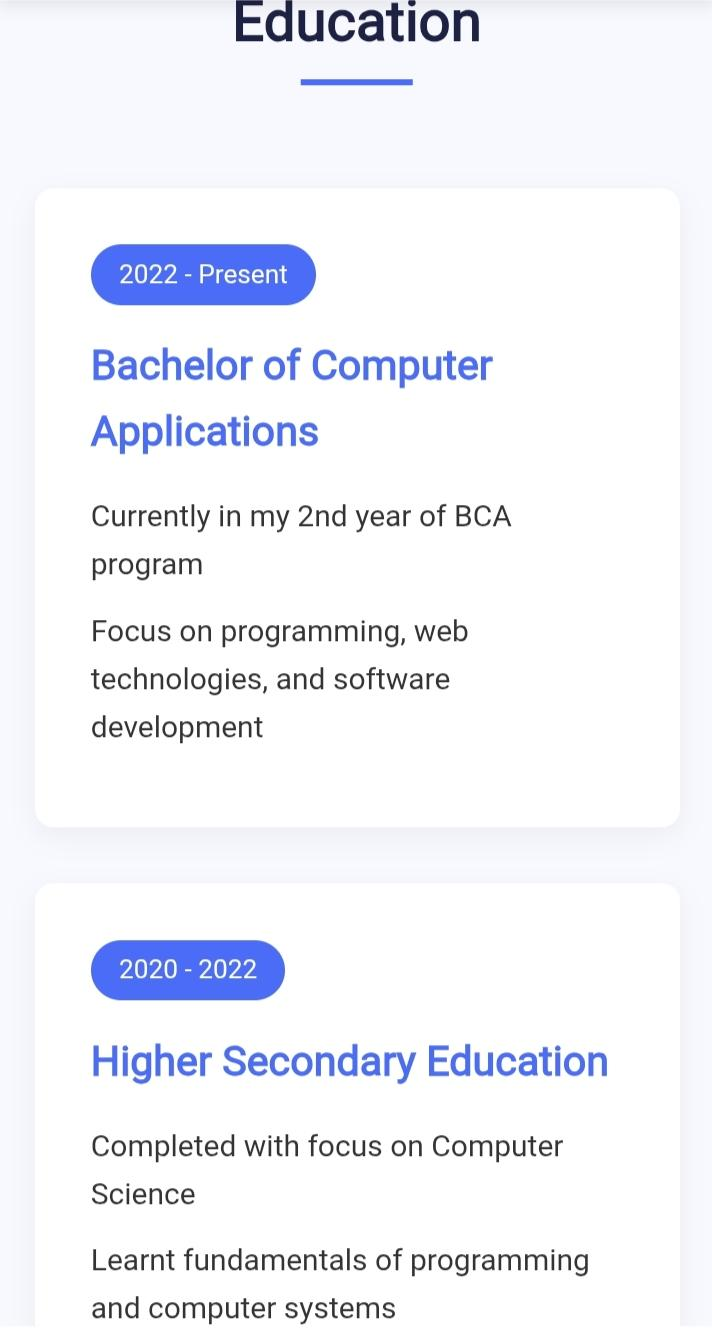 Education
2022 - Present
Bachelor of Computer
Applications
Currently in my 2nd year of BCA
program
Focus on programming, web
technologies, and software
development
2020 - 2022
Higher Secondary Education
Completed with focus on Computer
Science
Learnt fundamentals of programming
and computer systems